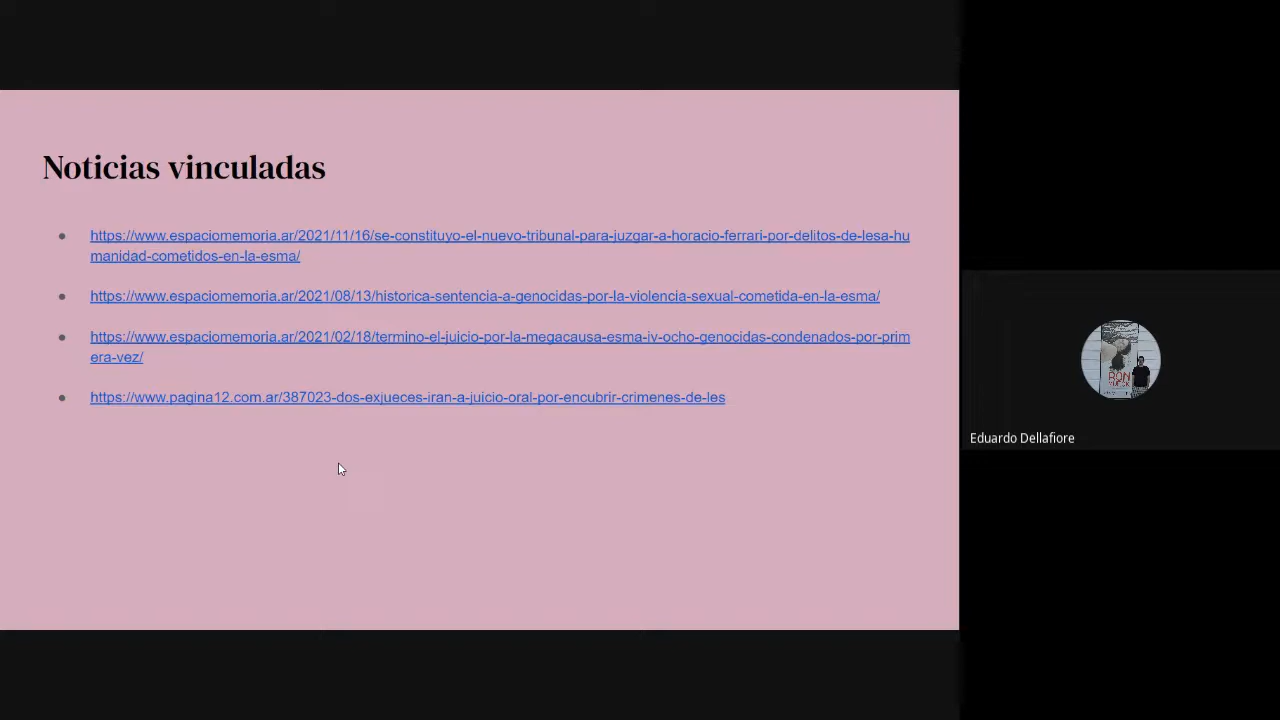 Noticias vinculadas
https://www.espaciomemoria.ar/2021/11/16/se-constituyo-el-nuevo-tribunal-para-juzgar-a-horacio-ferrari-por-delitos-de-lesa-hu
manidad-cometidos-en-la-esma/
https://www.espaciomemoria.ar/2021/08/13/historica-sentencia-a-genocidas-por-la-violencia-sexual-cometida-en-la-esma/
https://www.espaciomemoria.ar/2021/02/18/termino-el-juicio-por-la-megacausa-esma-iv-ocho-genocidas-condenados-por-prim
era-vez/
https://www.pagina12.com.ar/387023-dos-exjueces-iran-a-juicio-oral-por-encubrir-crimenes-de-les
Eduardo Dellafiore